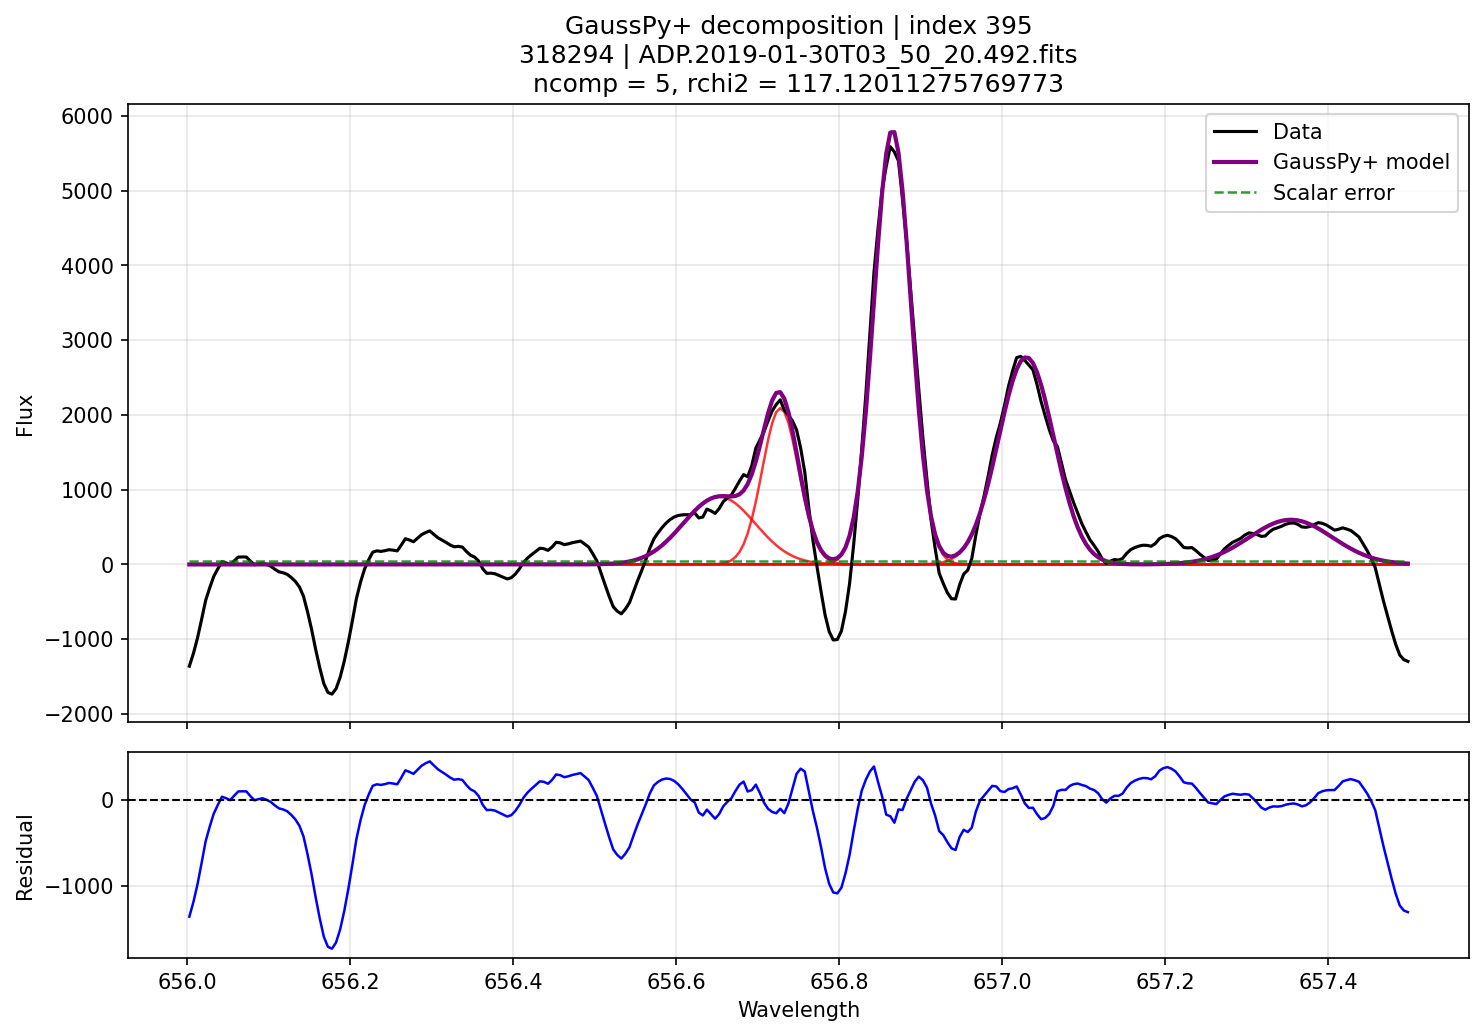 GaussPy+ decomposition | index 395
318294 | ADP.2019-01-30T03_50_20.492.fits
ncomp = 5, rchi2 = 117.12011275769773
6000
5000
4000
3000
2000
1000
0
−1000
−2000
Flux
Data
GaussPy+ model
Scalar error
0
−1000
Residual
656.0
656.2
656.4
656.6
656.8
657.0
657.2
657.4
Wavelength